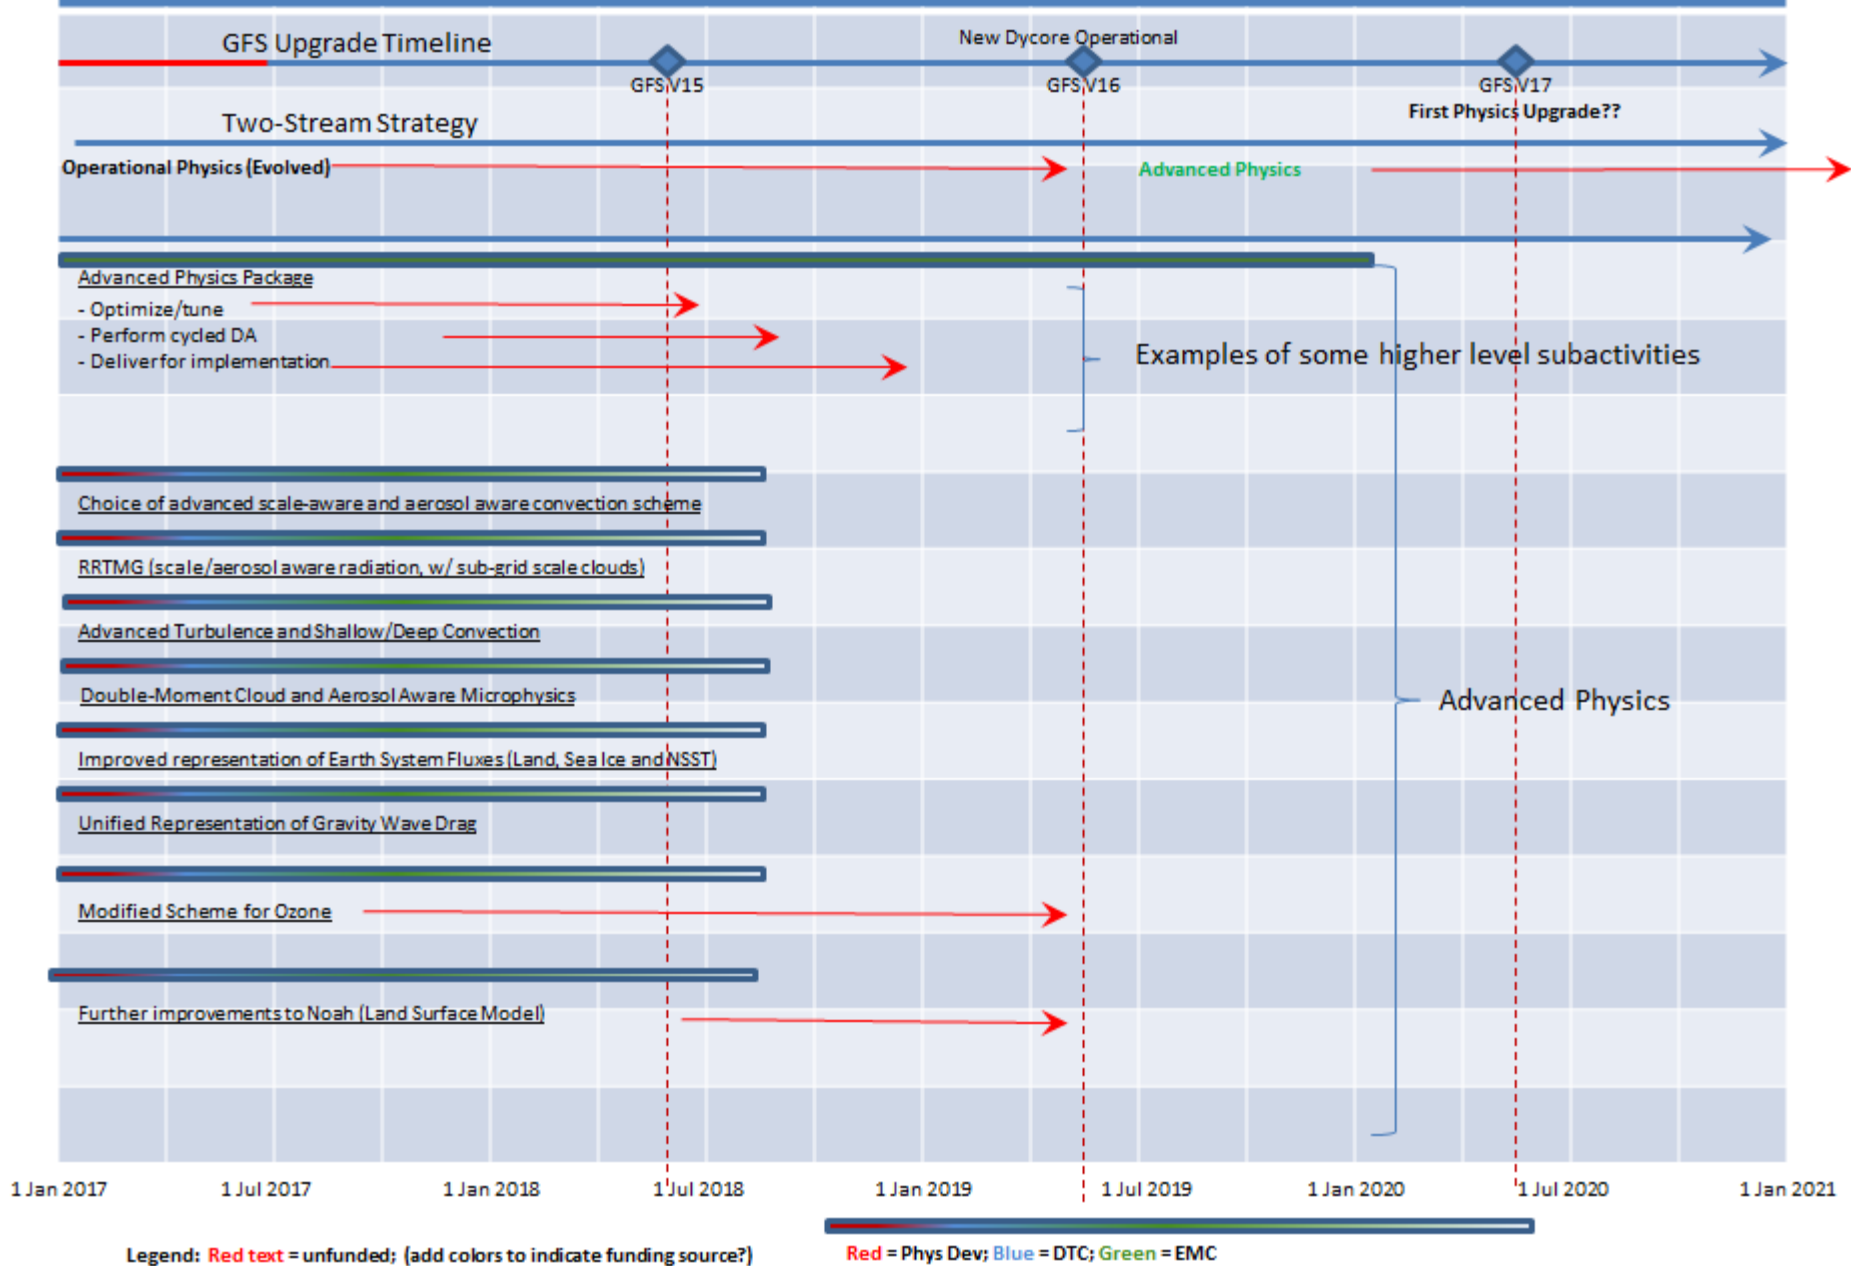 GFS Upgrade Timeline
New Dycore Operational
GFS V15
GFS V16
GFS V17
First Physics Upgrade??
Two-Stream Strategy
Operational Physics (Evolved)
Advanced Physics
Advanced Physics Package
- Optimize/tune
- Perform cycled DA
- Deliver for implementation
Examples of some higher level subactivities
Choice of advanced scale-aware and aerosol aware convection scheme
RRTMG (scale/aerosol aware radiation, w/ sub-grid scale clouds)
Advanced Turbulence and Shallow/Deep Convection
Double-Moment Cloud and Aerosol Aware Microphysics
Advanced Physics
Improved representation of Earth System Fluxes (Land, Sea Ice and NSST)
Unified Representation of Gravity Wave Drag
Modified Scheme for Ozone
Further improvements to Noah (Land Surface Model)
1 Jan 2017 1 Jul 2017 1 Jan 2018 1 Jul 2018 1 Jan 2019 1 Jul 2019 1 Jan 2020 1 Jul 2020 1 Jan 2021
Legend: Red text = unfunded; (add colors to indicate funding source?)
Red = Phys Dev; Blue = DTC; Green = EMC